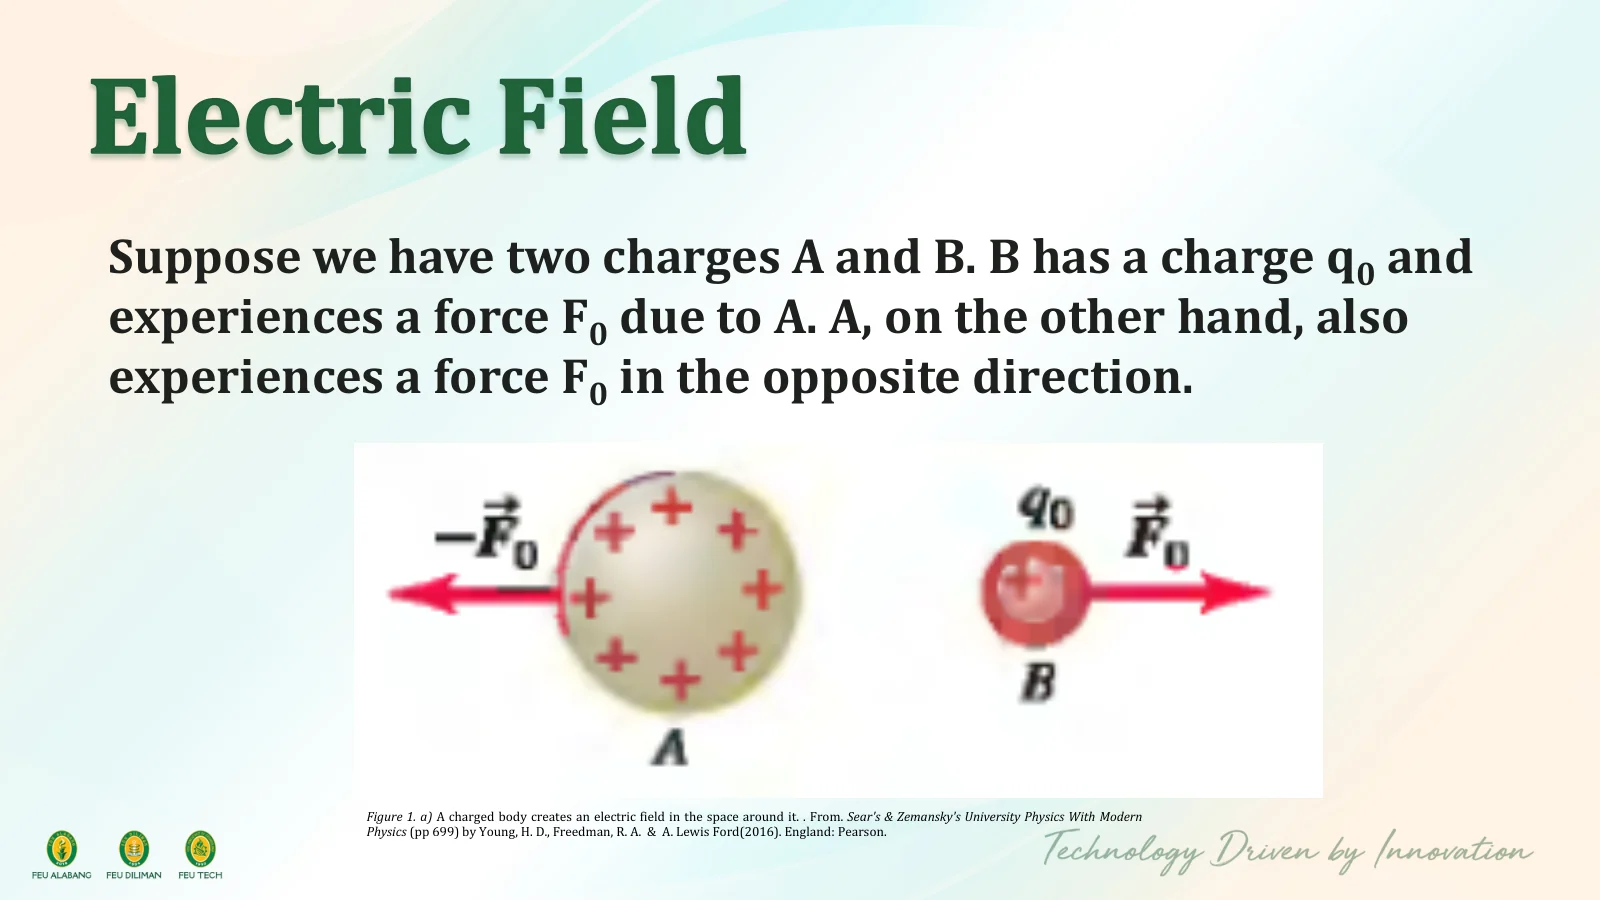 Electric Field
Suppose we have two charges A and B. B has a charge q₀ and
experiences a force F₀ due to A. A, on the other hand, also
experiences a force F₀ in the opposite direction.
−F⃗₀
q₀
F⃗₀
B
A
Figure 1. a) A charged body creates an electric field in the space around it. . From. Sear's & Zemansky's University Physics With Modern
Physics (pp 699) by Young, H. D., Freedman, R. A. & A. Lewis Ford(2016). England: Pearson.
Technology Driven by Innovation
FEU ALABANG
FEU DILIMAN
FEU TECH